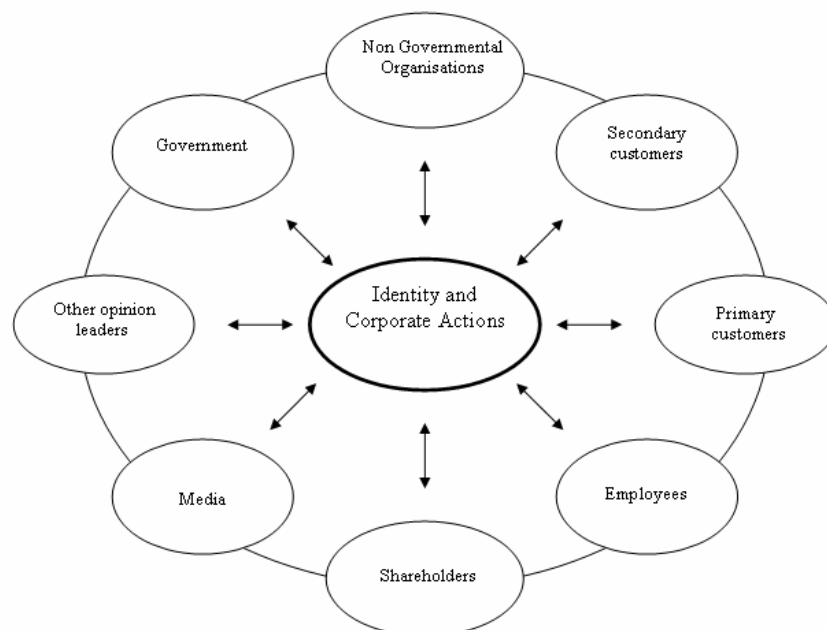 Non Governmental
Organisations
Government
Secondary
customers
Other opinion
leaders
Identity and
Corporate Actions
Primary
customers
Media
Employees
Shareholders